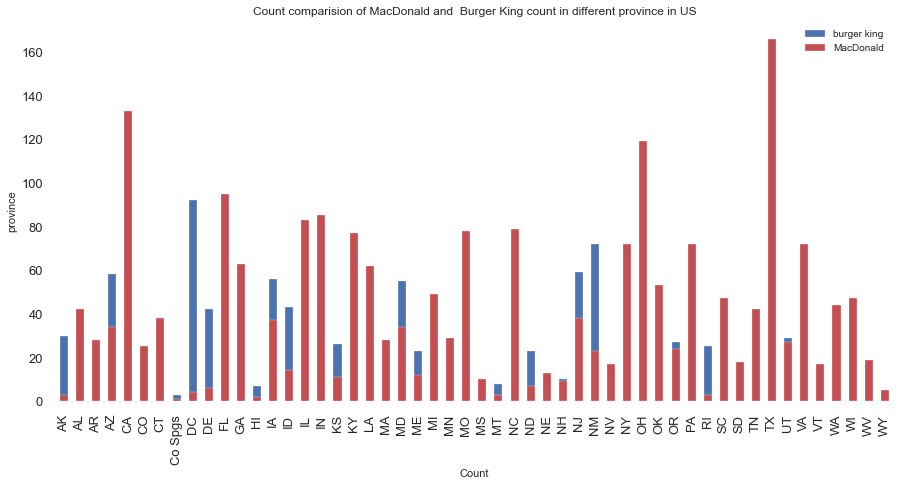 Count comparision of MacDonald and  Burger King count in different province in US
burger king
MacDonald
160
140
120
100
80
60
40
20
0
province
AK AL AR AZ CA CO CT Co Spgs DC DE FL GA HI IA ID IL IN KS KY LA MA MD ME MI MN MO MS MT NC ND NE NH NJ NM NV NY OH OK OR PA RI SC SD TN TX UT VA VT WA WI WV WY
Count